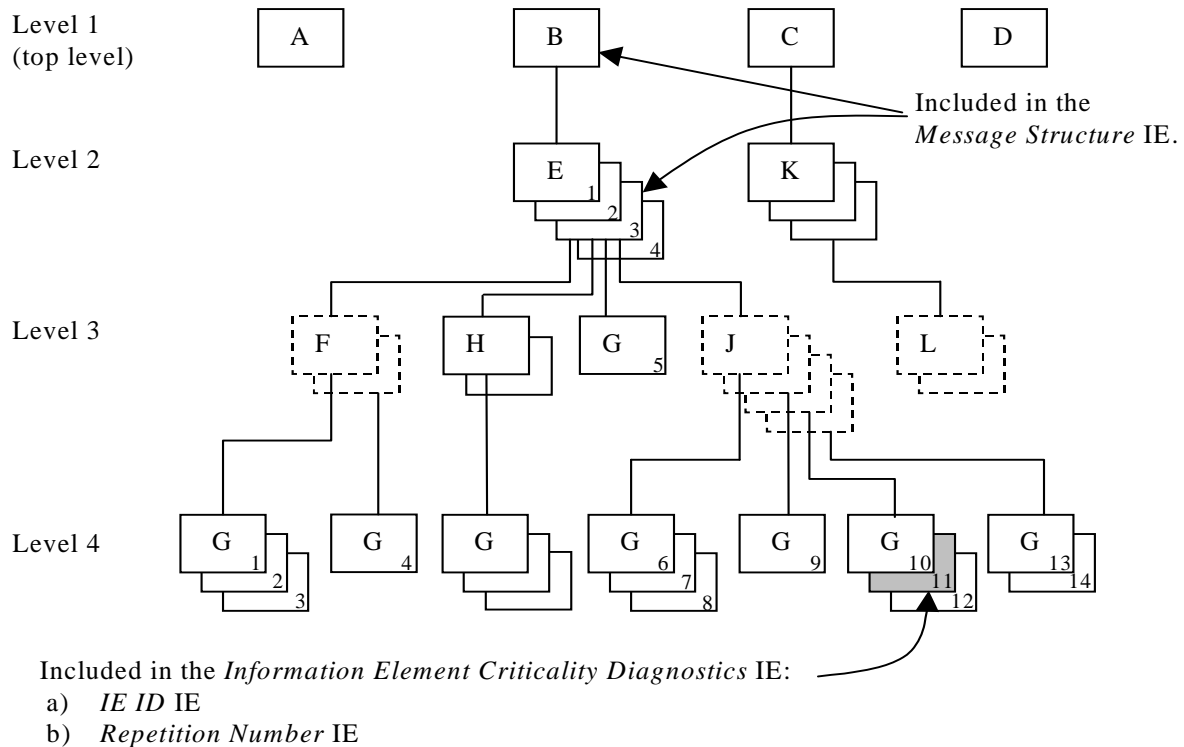 Level 1
(top level)
A
B
C
D
Included in the
Message Structure IE.
Level 2
E
1
2
3
4
K
Level 3
F
H
G
5
J
L
Level 4
G
1
2
3
G
4
G
G
6
7
8
G
9
G
10
11
12
G
13
14
Included in the Information Element Criticality Diagnostics IE:
a) IE ID IE
b) Repetition Number IE